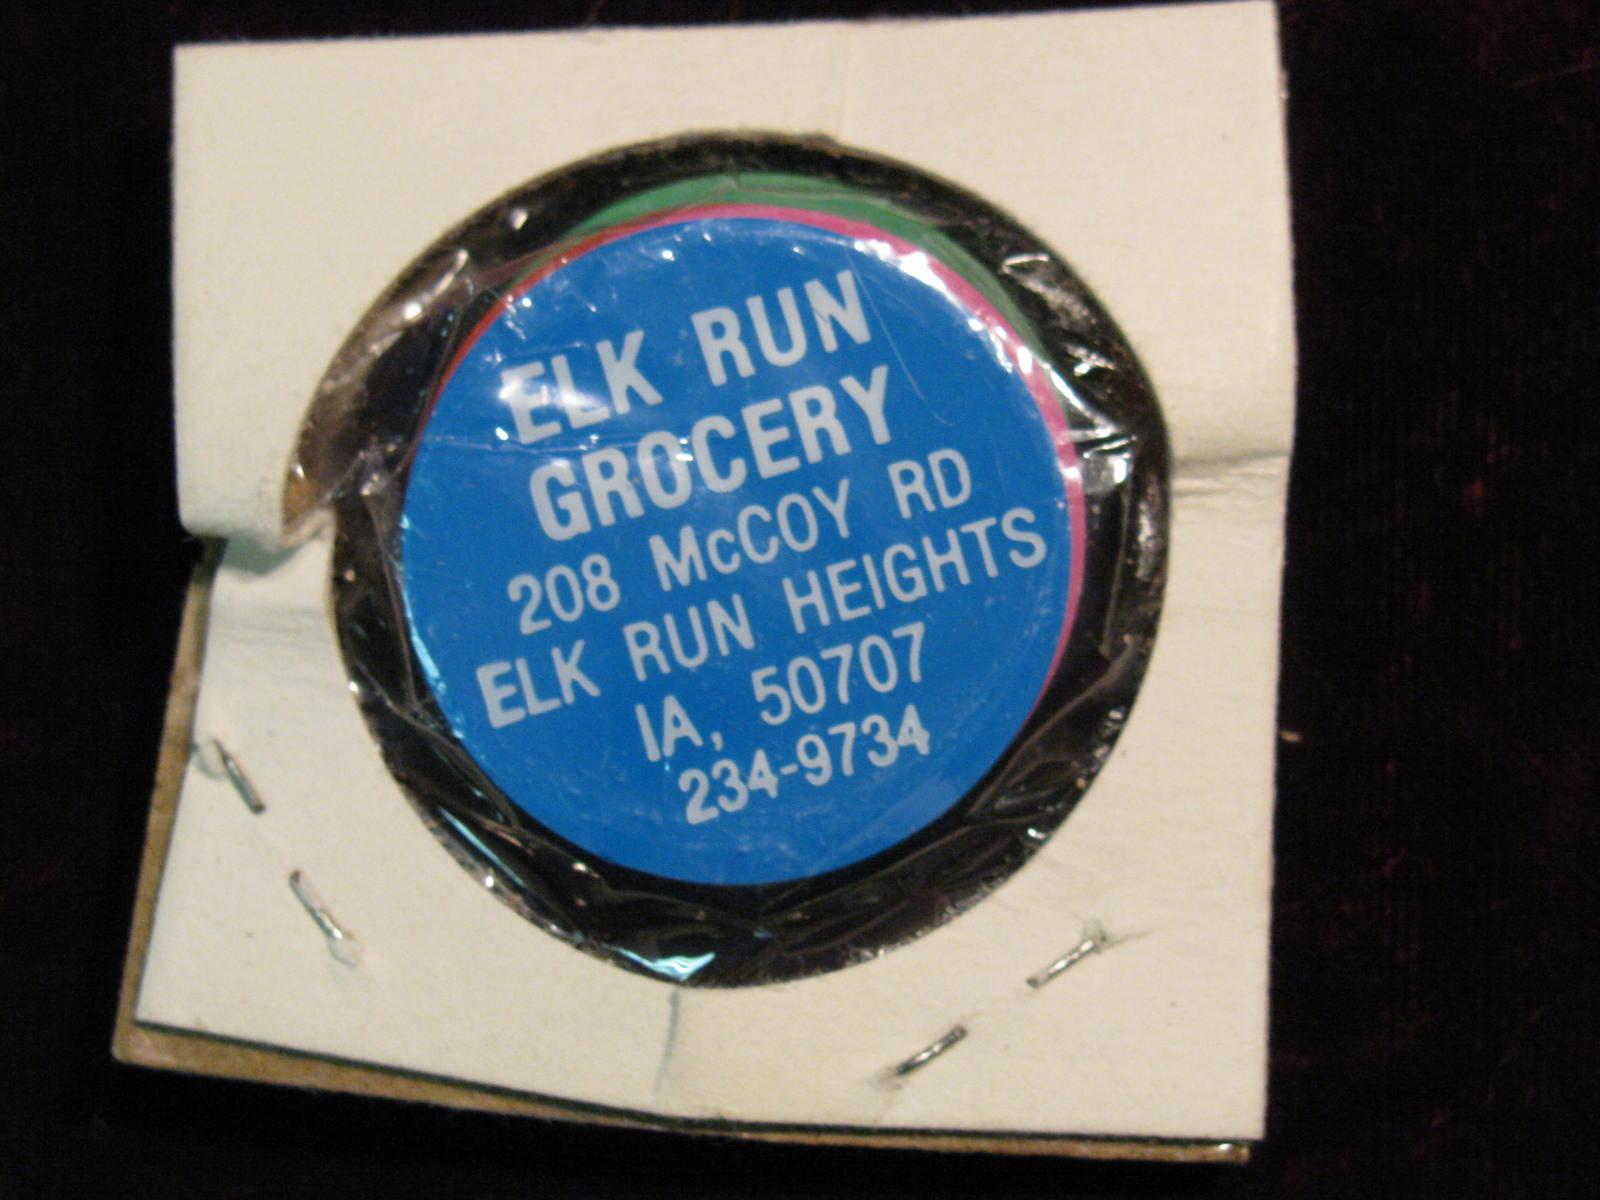 ELK RUN
GROCERY
208 McCOY RD
ELK RUN HEIGHTS
IA, 50707
234-9734